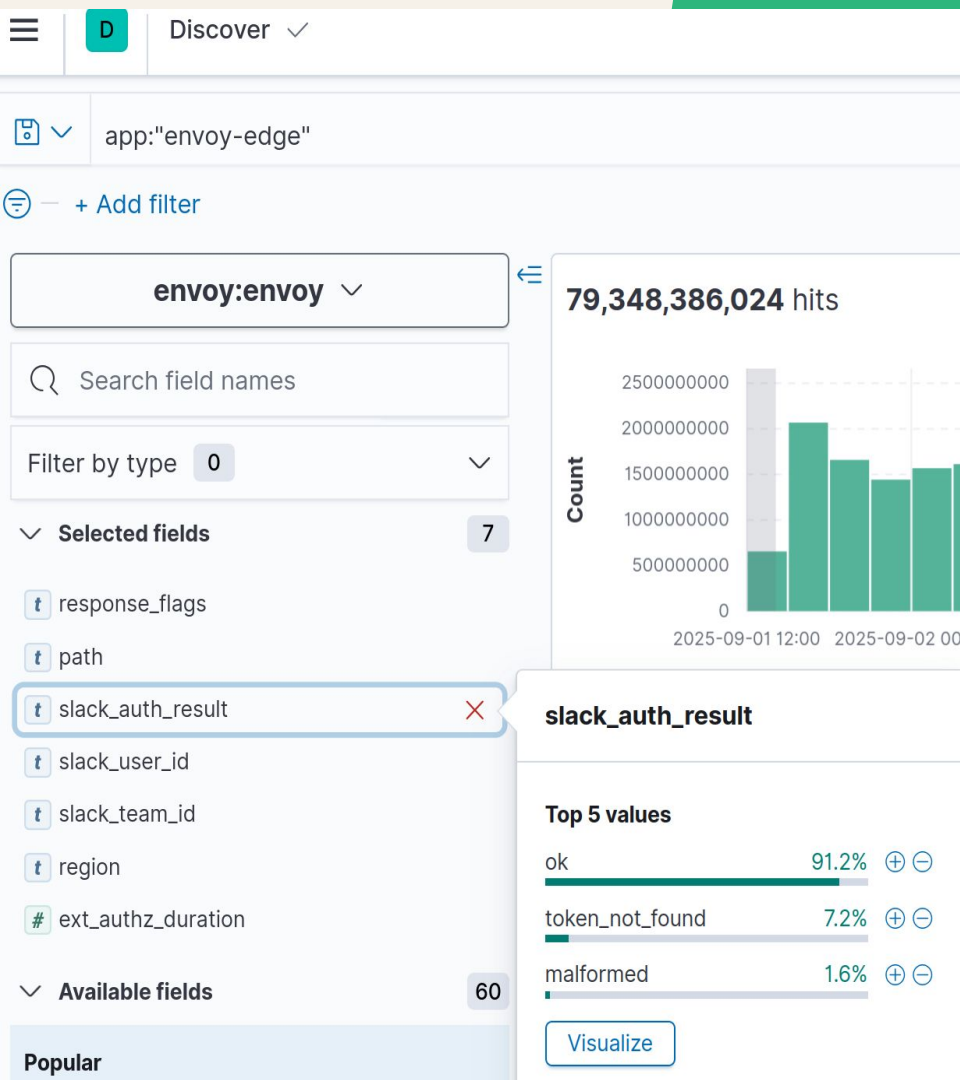 D Discover
app:"envoy-edge"
+ Add filter
envoy:envoy
Search field names
Filter by type 0
Selected fields 7
t response_flags
t path
t slack_auth_result
t slack_user_id
t slack_team_id
t region
# ext_authz_duration
Available fields 60
Popular
79,348,386,024 hits
Count
2500000000
2000000000
1500000000
1000000000
500000000
0
2025-09-01 12:00 2025-09-02 00
slack_auth_result
Top 5 values
ok 91.2%
token_not_found 7.2%
malformed 1.6%
Visualize